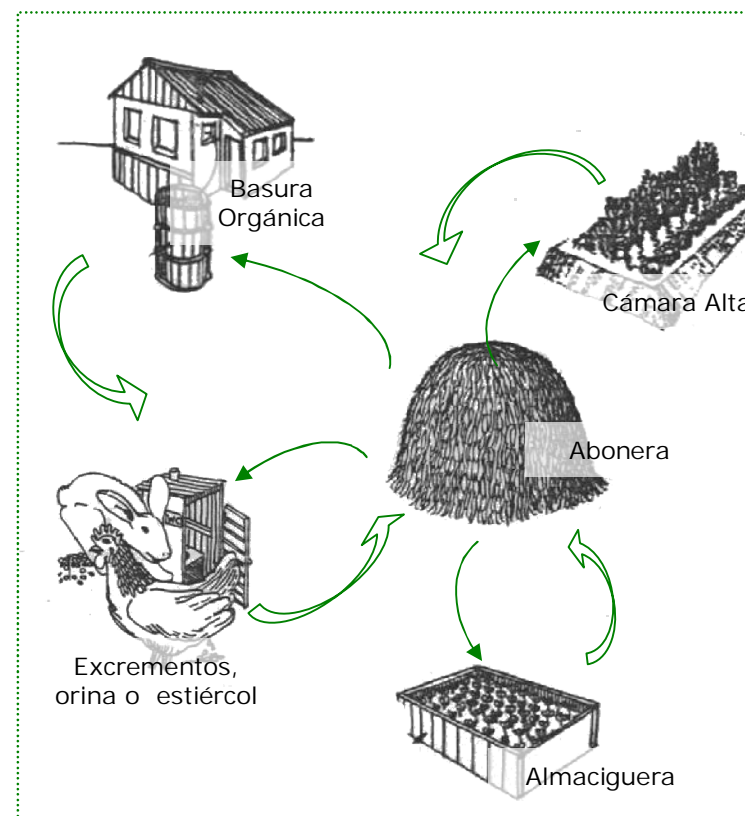 Basura
Orgánica
Cámara Alta
Abonera
Excrementos,
orina o estiércol
Almaciguera